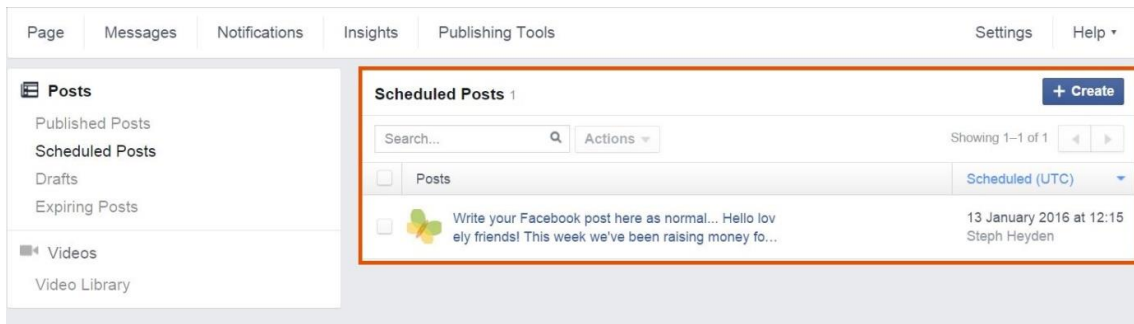 Page Messages Notifications Insights Publishing Tools Settings Help
Posts
Published Posts
Scheduled Posts
Drafts
Expiring Posts
Videos
Video Library
Scheduled Posts 1
+ Create
Search... Actions Showing 1–1 of 1
Posts Scheduled (UTC)
Write your Facebook post here as normal... Hello lov
ely friends! This week we've been raising money fo...
13 January 2016 at 12:15
Steph Heyden